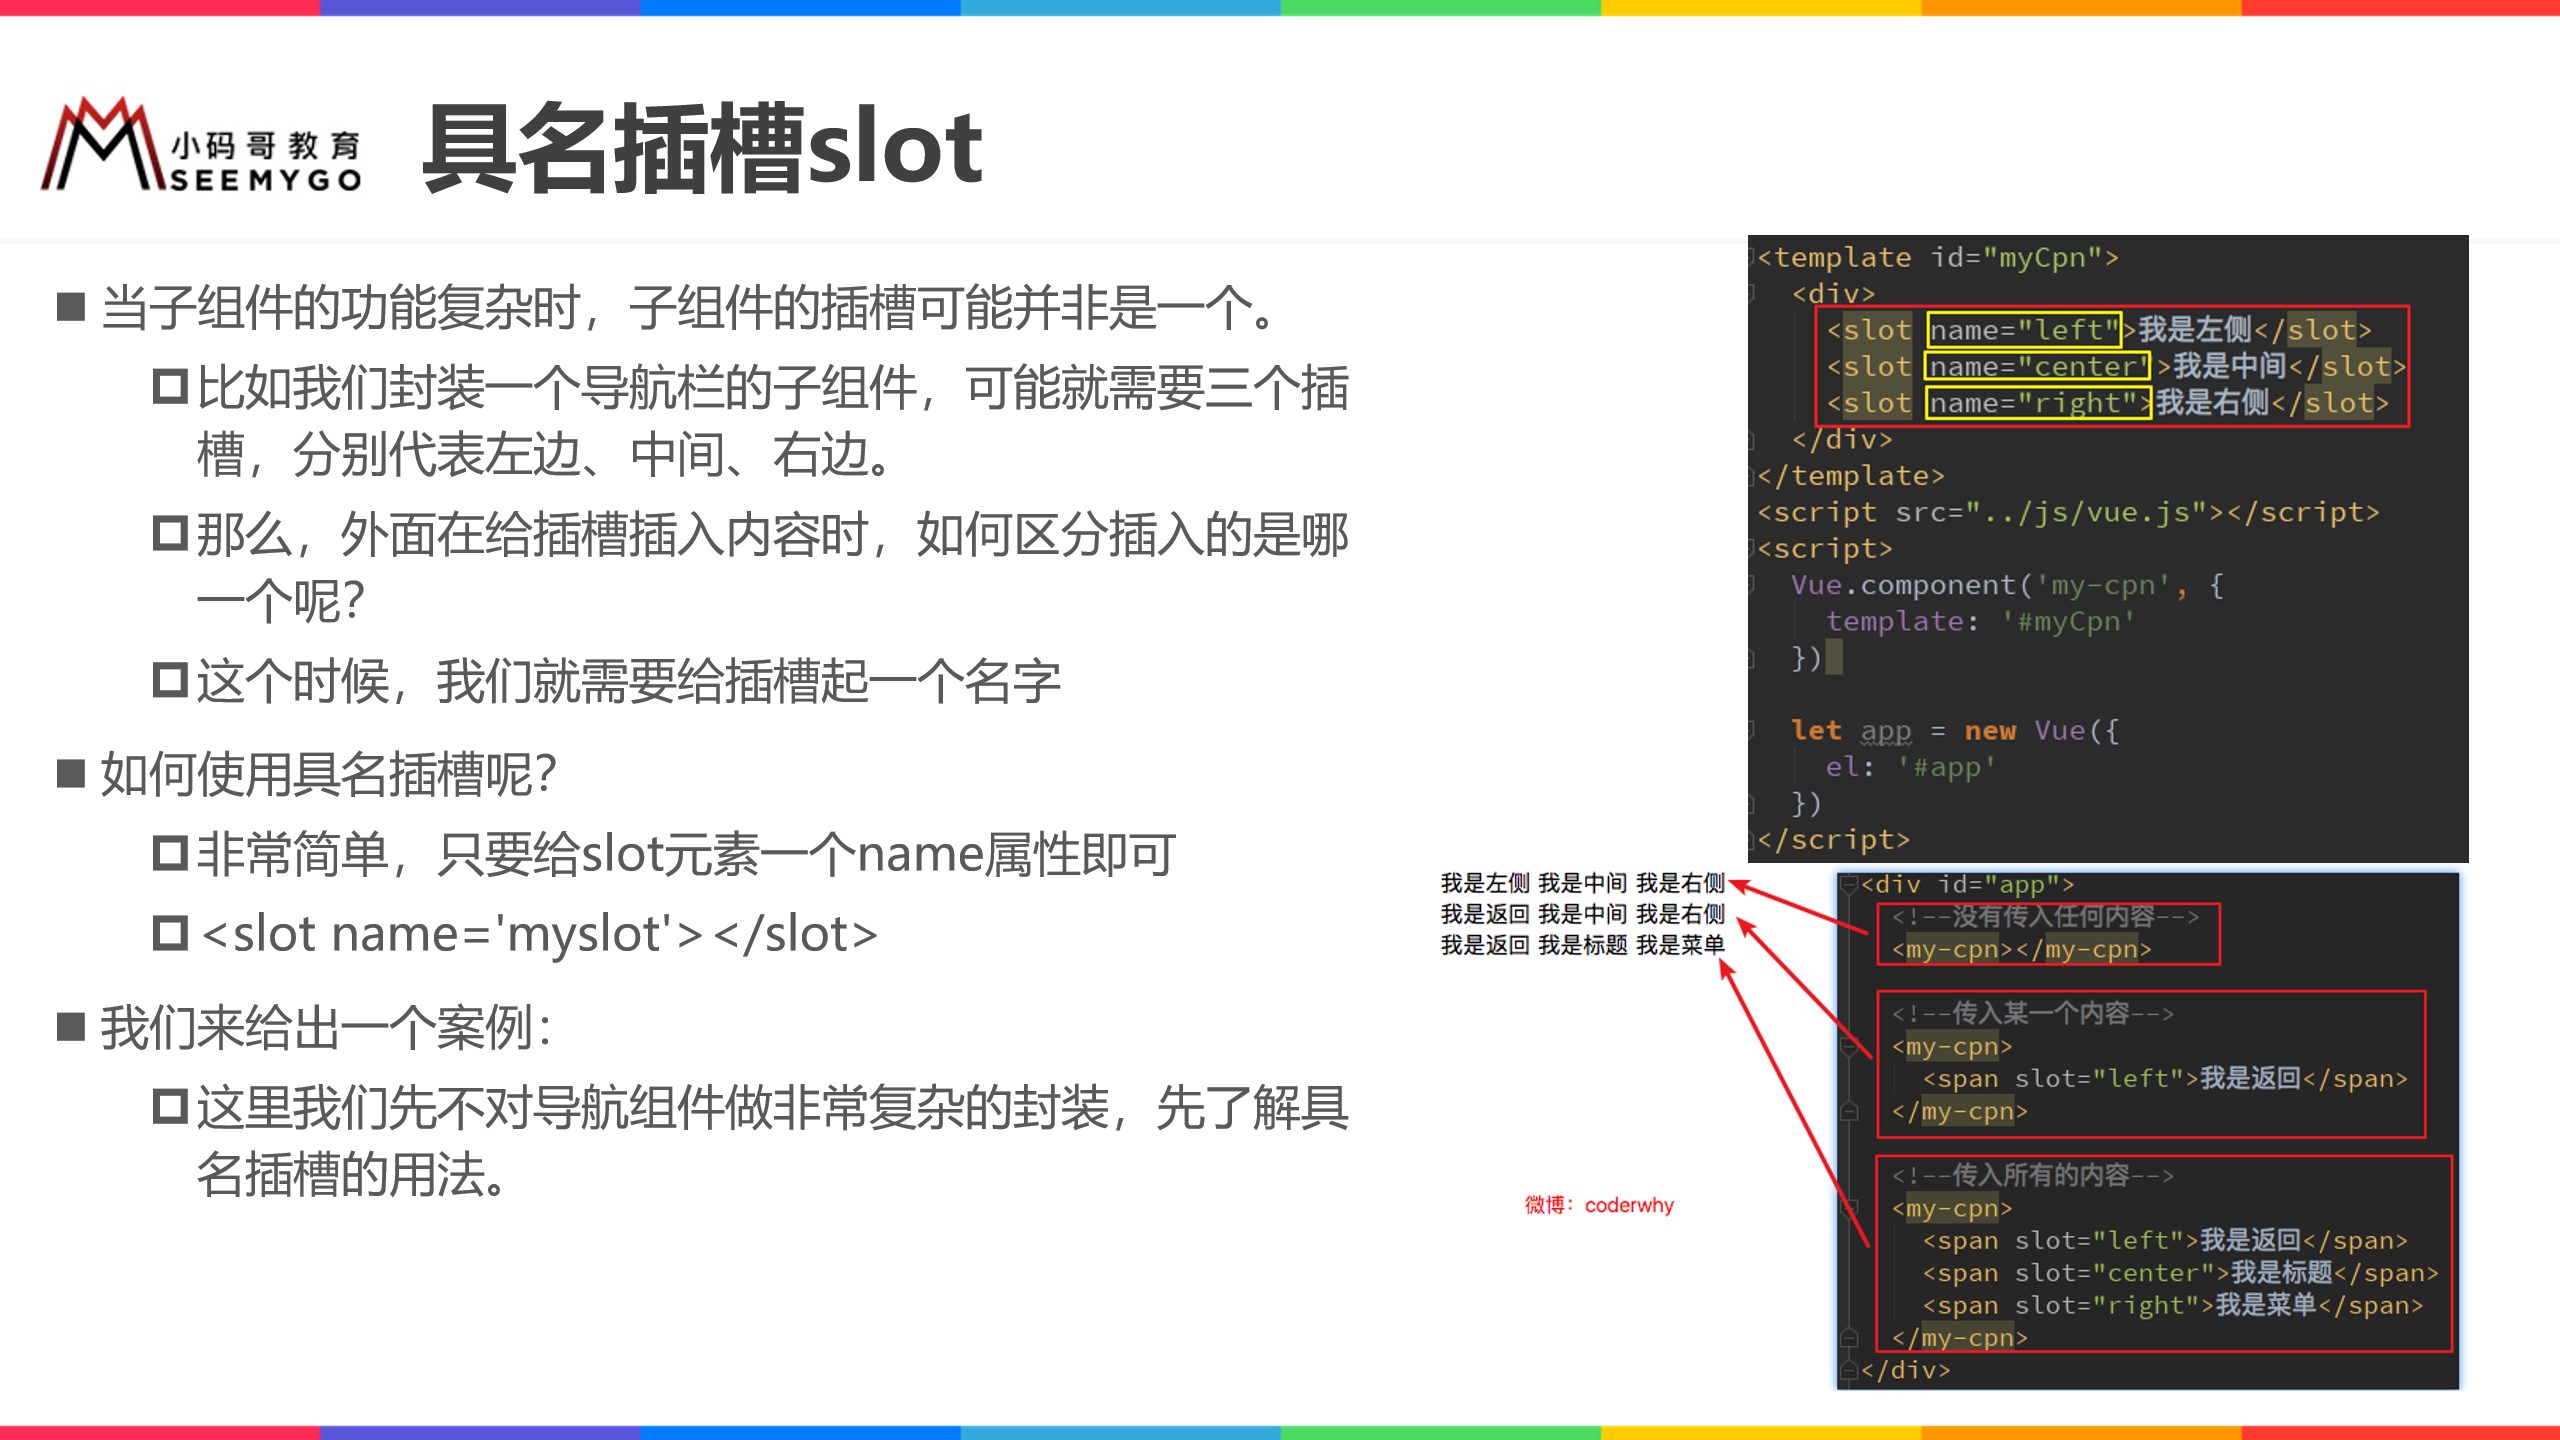 小码哥教育
SEEMYGO
具名插槽slot
当子组件的功能复杂时，子组件的插槽可能并非是一个。
比如我们封装一个导航栏的子组件，可能就需要三个插
槽，分别代表左边、中间、右边。
那么，外面在给插槽插入内容时，如何区分插入的是哪
一个呢？
这个时候，我们就需要给插槽起一个名字
如何使用具名插槽呢？
非常简单，只要给slot元素一个name属性即可
<slot name='myslot'></slot>
我们来给出一个案例：
这里我们先不对导航组件做非常复杂的封装，先了解具
名插槽的用法。
<template id="myCpn">
<div>
<slot name="left">我是左侧</slot>
<slot name="center">我是中间</slot>
<slot name="right">我是右侧</slot>
</div>
</template>
<script src="../js/vue.js"></script>
<script>
Vue.component('my-cpn', {
template: '#myCpn'
})
let app = new Vue({
el: '#app'
})
</script>
我是左侧 我是中间 我是右侧
我是返回 我是中间 我是右侧
我是返回 我是标题 我是菜单
<div id="app">
<!--没有传入任何内容-->
<my-cpn></my-cpn>
<!--传入某一个内容-->
<my-cpn>
<span slot="left">我是返回</span>
</my-cpn>
<!--传入所有的内容-->
<my-cpn>
<span slot="left">我是返回</span>
<span slot="center">我是标题</span>
<span slot="right">我是菜单</span>
</my-cpn>
</div>
微博：coderwhy